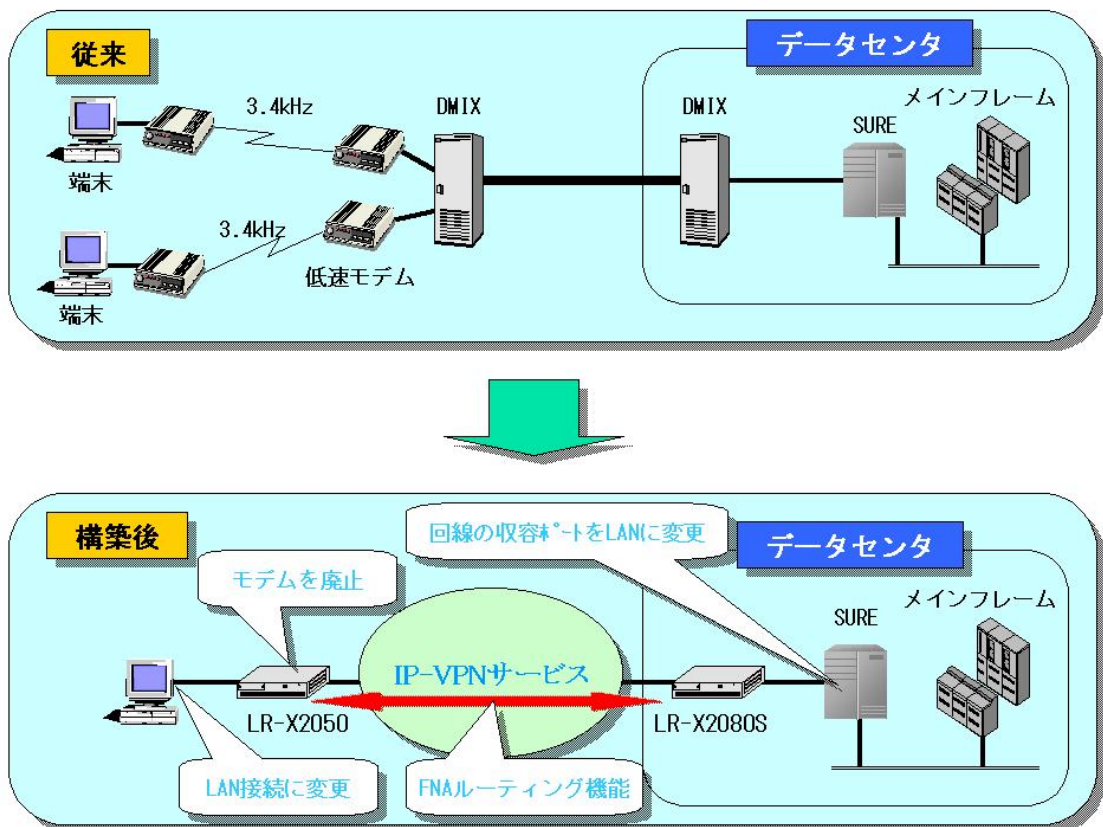 従来
データセンタ
メインフレーム
3.4kHz
DMIX
DMIX
SURE
端末
3.4kHz
低速モデム
端末
構築後
回線の収容ポートをLANに変更
データセンタ
モデムを廃止
メインフレーム
SURE
IP-VPNサービス
LR-X2050
LR-X2080S
LAN接続に変更
FNAルーティング機能